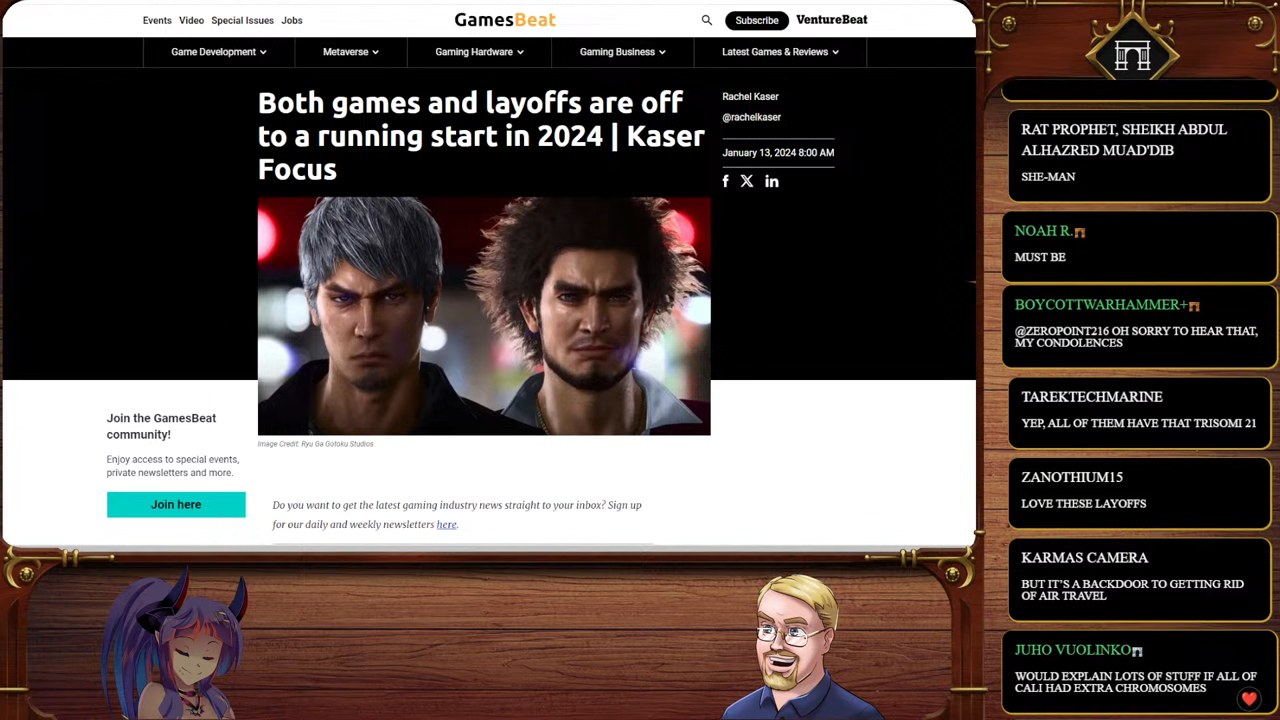 Events Video Special Issues Jobs
GamesBeat
Subscribe
VentureBeat
Game Development
Metaverse
Gaming Hardware
Gaming Business
Latest Games & Reviews
Both games and layoffs are off
to a running start in 2024 | Kaser
Focus
Rachel Kaser
@rachelkaser
January 13, 2024 8:00 AM
Image Credit: Ryu Ga Gotoku Studios
Join the GamesBeat
community!
Enjoy access to special events,
private newsletters and more.
Join here
Do you want to get the latest gaming industry news straight to your inbox? Sign up
for our daily and weekly newsletters here.
RAT PROPHET, SHEIKH ABDUL
ALHAZRED MUAD'DIB
SHE-MAN
NOAH R.
MUST BE
BOYCOTTWARHAMMER+
@ZEROPOINT216 OH SORRY TO HEAR THAT,
MY CONDOLENCES
TAREKTECHMARINE
YEP, ALL OF THEM HAVE THAT TRISOMI 21
ZANOTHIUM15
LOVE THESE LAYOFFS
KARMAS CAMERA
BUT IT'S A BACKDOOR TO GETTING RID
OF AIR TRAVEL
JUHO VUOLINKO
WOULD EXPLAIN LOTS OF STUFF IF ALL OF
CALI HAD EXTRA CHROMOSOMES